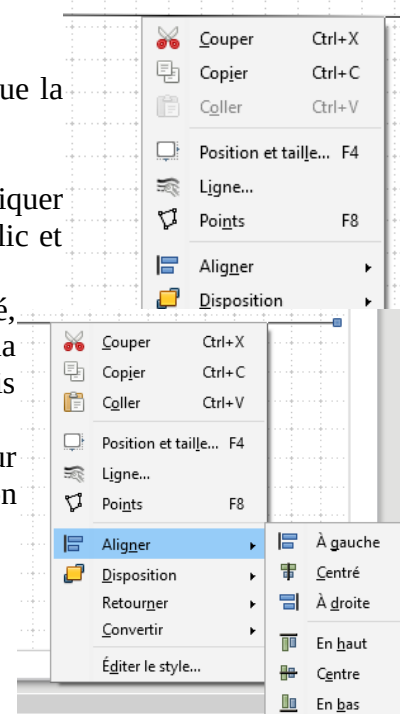 ue la
iquer
lic et
é,
a
is
ur
n
Couper Ctrl+X
Copier Ctrl+C
Coller Ctrl+V
Position et taille... F4
Ligne...
Points F8
Aligner
Disposition
Couper Ctrl+X
Copier Ctrl+C
Coller Ctrl+V
Position et taille... F4
Ligne...
Points F8
Aligner
Disposition
Retourner
Convertir
Éditer le style...
À gauche
Centré
À droite
En haut
Centre
En bas